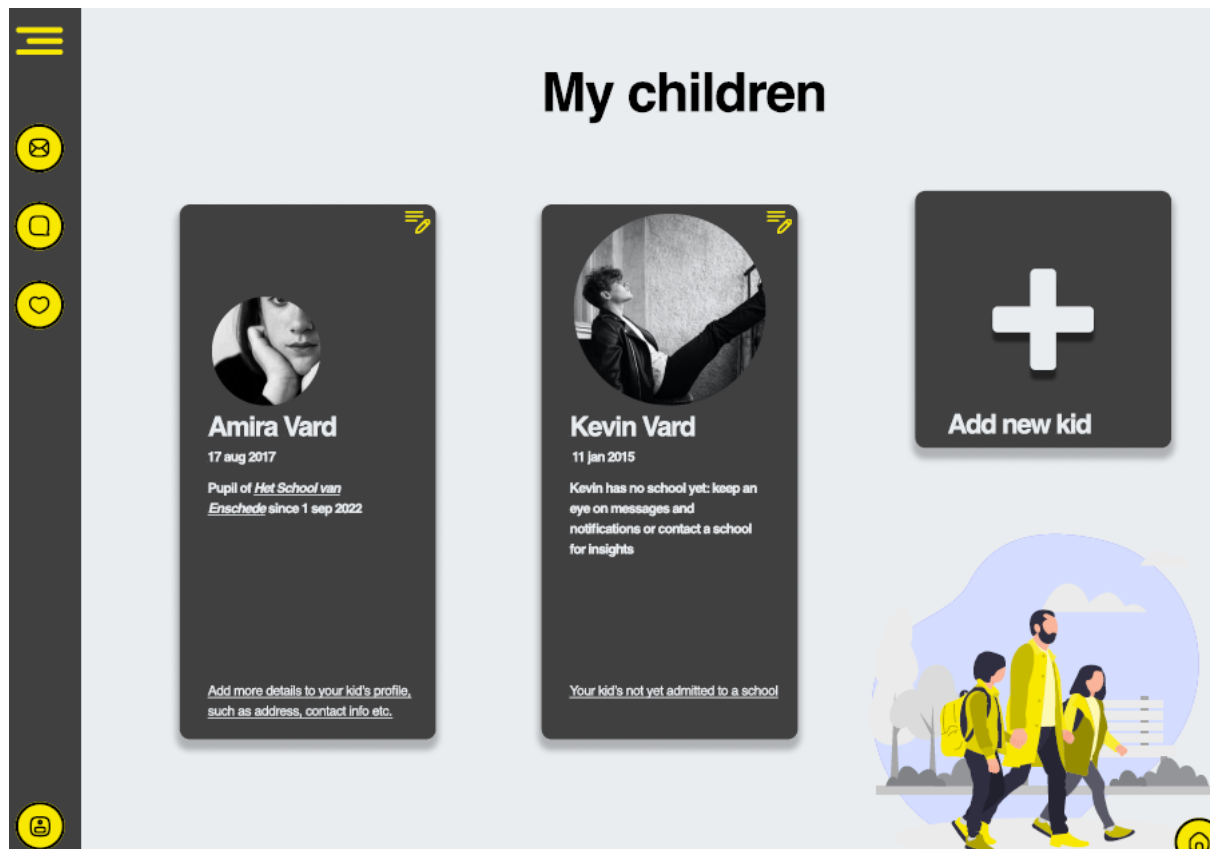 My children
Amira Vard
17 aug 2017
Pupil of Het School van
Enschede since 1 sep 2022
Add more details to your kid's profile,
such as address, contact info etc.
Kevin Vard
11 jan 2015
Kevin has no school yet: keep an
eye on messages and
notifications or contact a school
for insights
Your kid's not yet admitted to a school
Add new kid